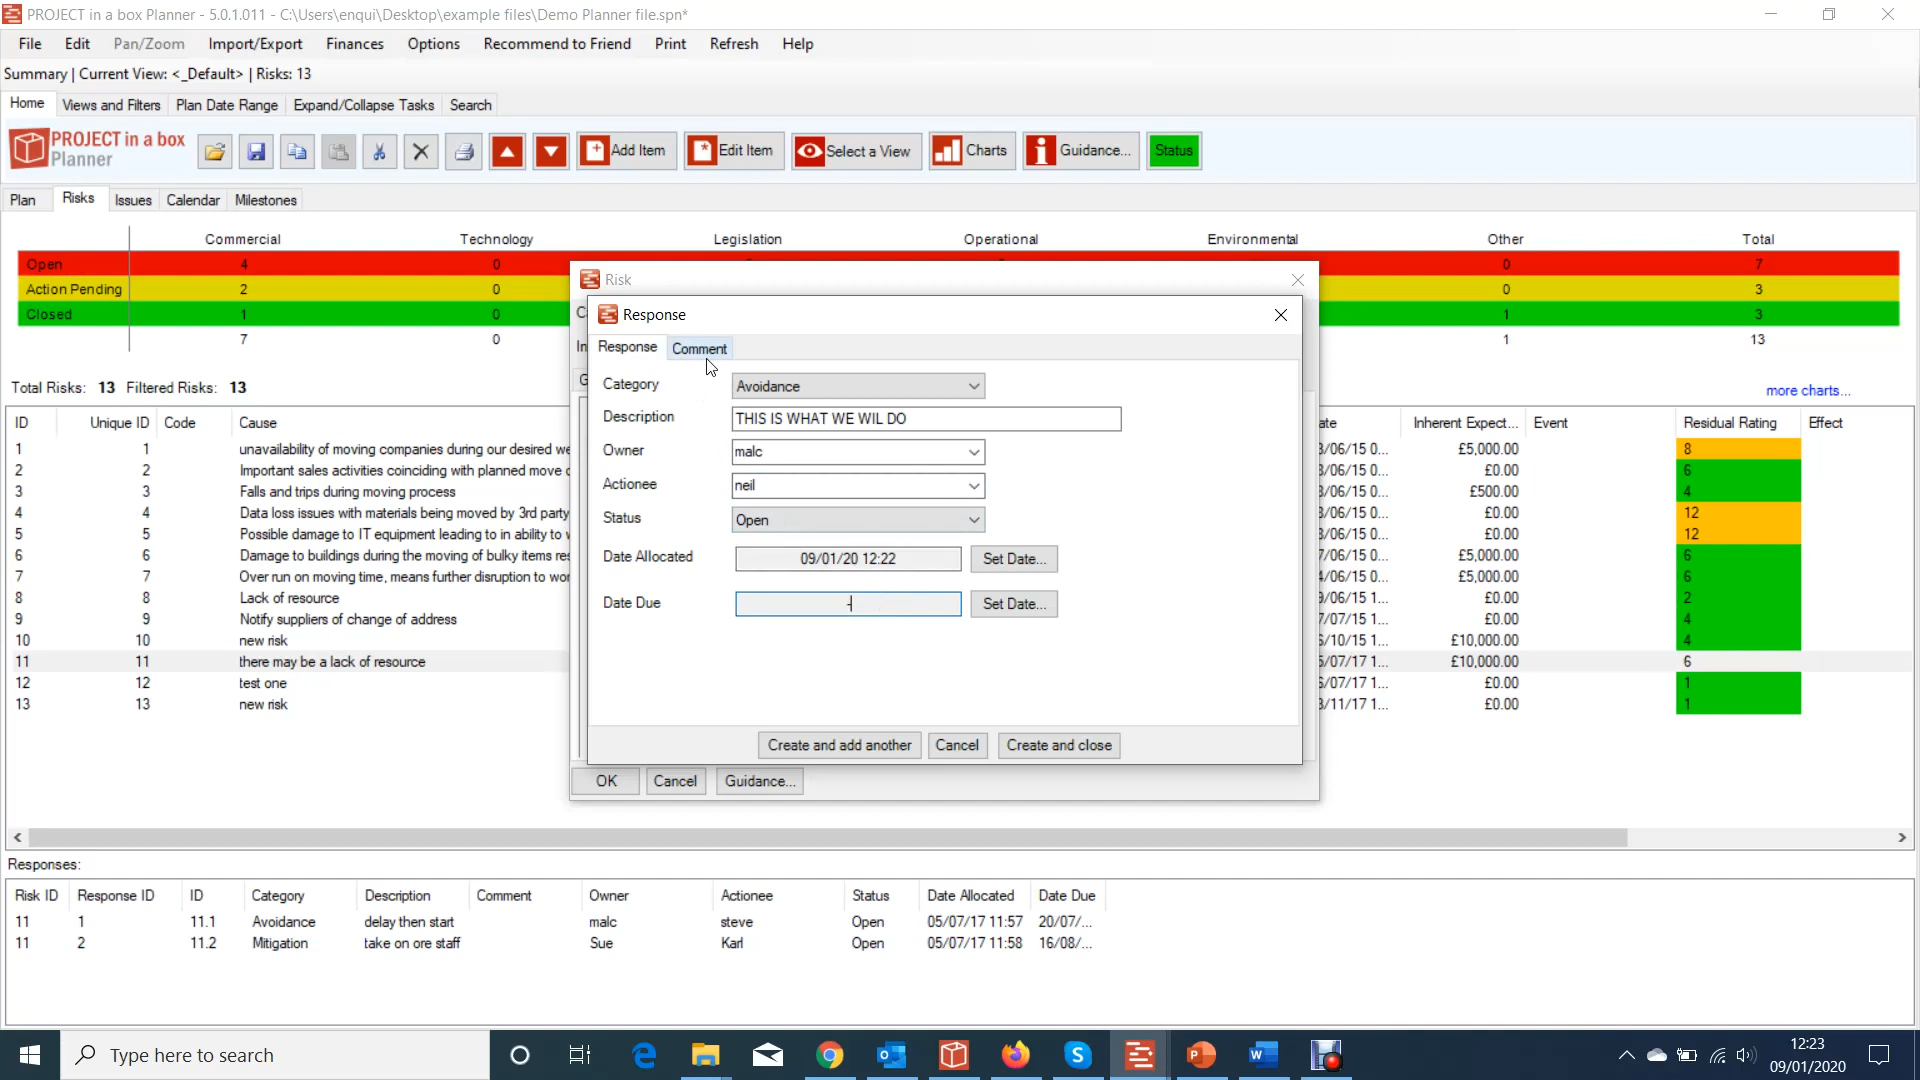 PROJECT in a box Planner - 5.0.1.011 - C:\Users\enqui\Desktop\example files\Demo Planner file.spn*
File Edit Pan/Zoom Import/Export Finances Options Recommend to Friend Print Refresh Help
Summary | Current View: <_Default> | Risks: 13
Home Views and Filters Plan Date Range Expand/Collapse Tasks Search
PROJECT in a box
Planner
Add Item Edit Item Select a View Charts Guidance... Status
Plan Risks Issues Calendar Milestones
Commercial Technology Legislation Operational Environmental Other Total
Open 4 0 0 7
Action Pending 2 0 0 3
Closed 1 0 1 3
7 0 1 13
Total Risks: 13 Filtered Risks: 13
more charts...
Risk
Response
Response Comment
Category Avoidance
Description THIS IS WHAT WE WIL DO
Owner malc
Actionee neil
Status Open
Date Allocated 09/01/20 12:22 Set Date...
Date Due - Set Date...
Create and add another Cancel Create and close
OK Cancel Guidance...
ID Unique ID Code Cause Inherent Expect... Event Residual Rating Effect
1 1 unavailability of moving companies during our desired we £5,000.00 8
2 2 Important sales activities coinciding with planned move £0.00 6
3 3 Falls and trips during moving process £500.00 4
4 4 Data loss issues with materials being moved by 3rd party £0.00 12
5 5 Possible damage to IT equipment leading to in ability to £0.00 12
6 6 Damage to buildings during the moving of bulky items res £5,000.00 6
7 7 Over run on moving time, means further disruption to wor £5,000.00 6
8 8 Lack of resource £0.00 2
9 9 Notify suppliers of change of address £0.00 4
10 10 new risk £10,000.00 4
11 11 there may be a lack of resource £10,000.00 6
12 12 test one £0.00 1
13 13 new risk £0.00 1
Responses:
Risk ID Response ID ID Category Description Comment Owner Actionee Status Date Allocated Date Due
11 1 11.1 Avoidance delay then start malc steve Open 05/07/17 11:57 20/07/...
11 2 11.2 Mitigation take on ore staff Sue Karl Open 05/07/17 11:58 16/08/...
Type here to search
12:23
09/01/2020